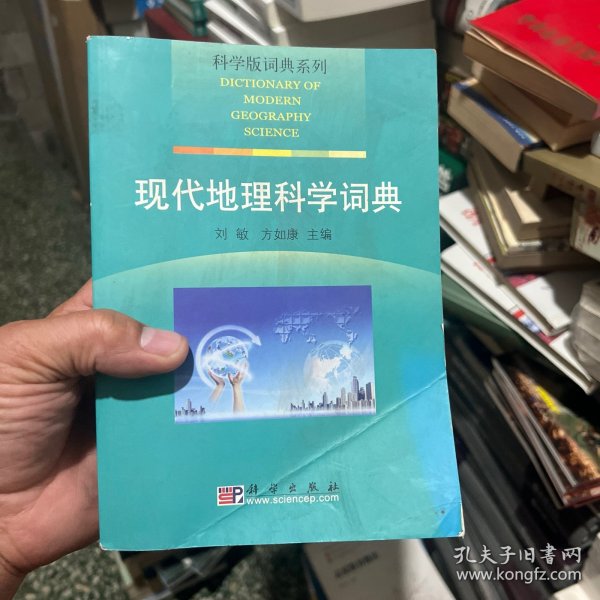 科学版词典系列
DICTIONARY OF
MODERN
GEOGRAPHY
SCIENCE
现代地理科学词典
刘 敏 方如康 主编
SP 科学出版社
www.sciencep.com
孔夫子旧书网
www.kongfz.com